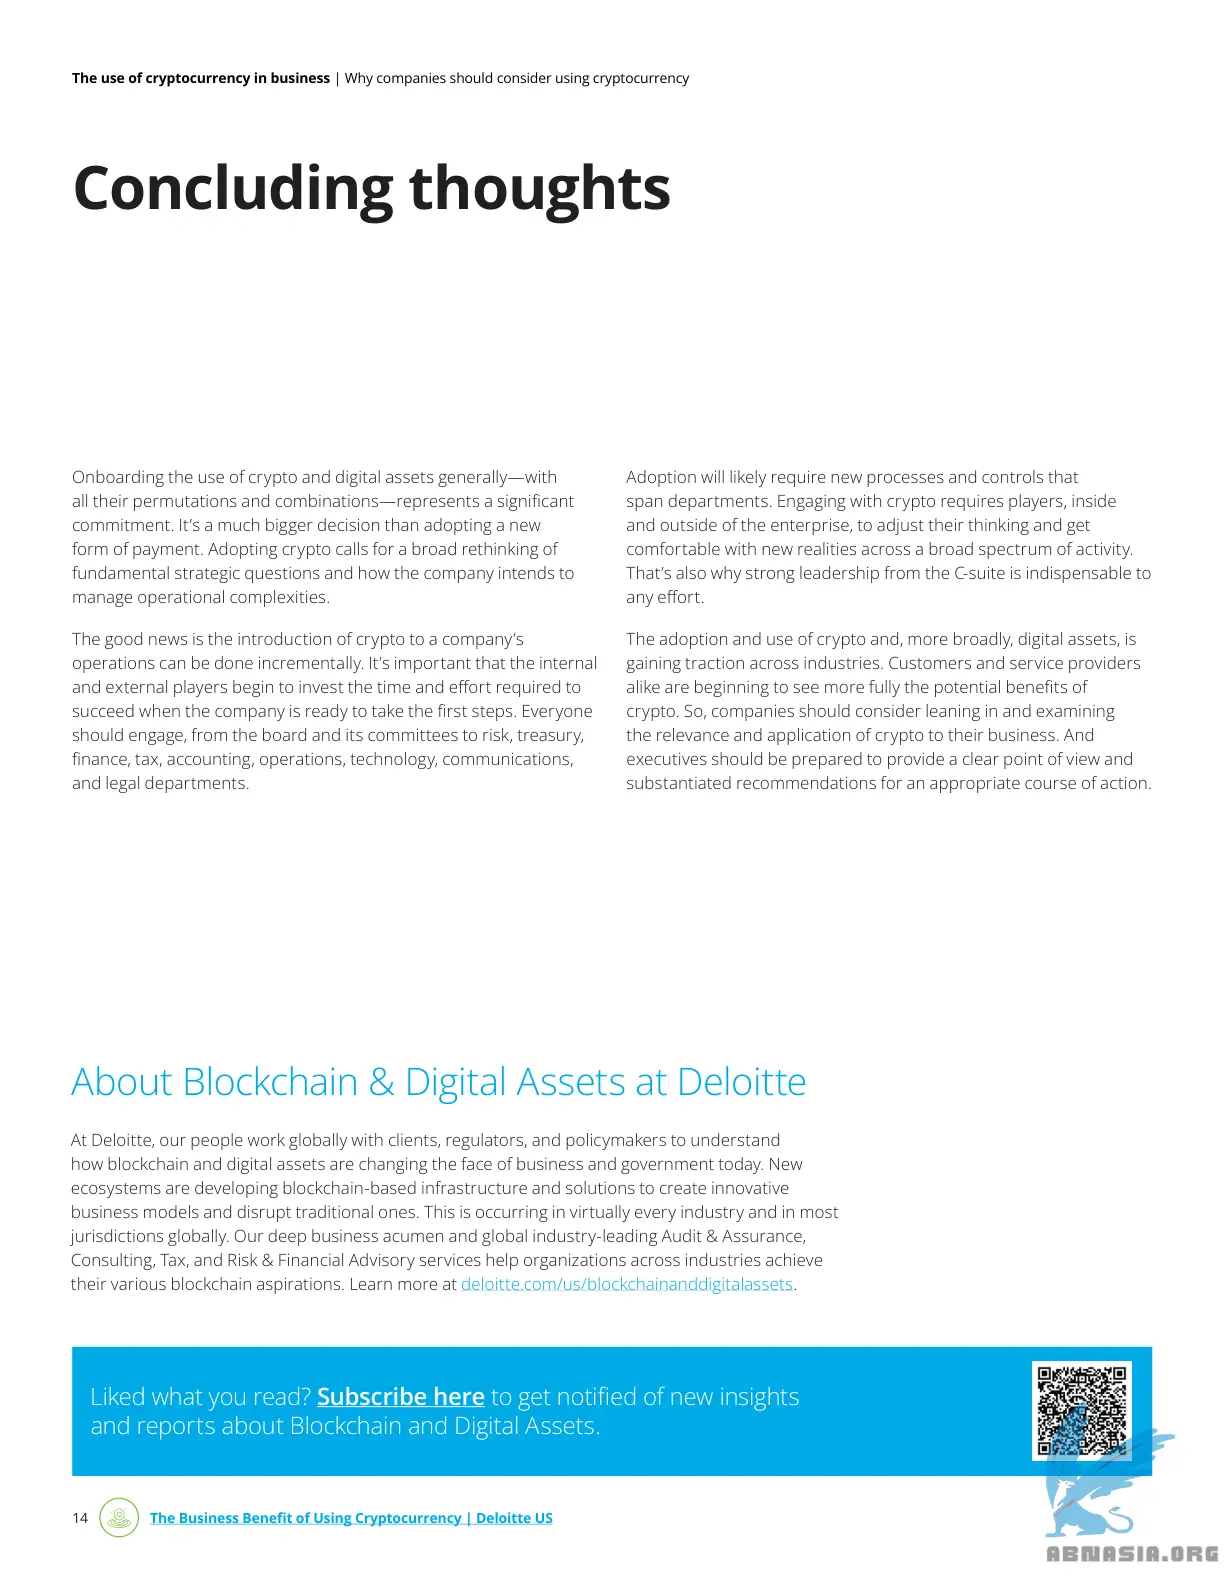 The use of cryptocurrency in business | Why companies should consider using cryptocurrency
Concluding thoughts
Onboarding the use of crypto and digital assets generally—with
all their permutations and combinations—represents a significant
commitment. It’s a much bigger decision than adopting a new
form of payment. Adopting crypto calls for a broad rethinking of
fundamental strategic questions and how the company intends to
manage operational complexities.
The good news is the introduction of crypto to a company’s
operations can be done incrementally. It’s important that the internal
and external players begin to invest the time and effort required to
succeed when the company is ready to take the first steps. Everyone
should engage, from the board and its committees to risk, treasury,
finance, tax, accounting, operations, technology, communications,
and legal departments.
Adoption will likely require new processes and controls that
span departments. Engaging with crypto requires players, inside
and outside of the enterprise, to adjust their thinking and get
comfortable with new realities across a broad spectrum of activity.
That’s also why strong leadership from the C-suite is indispensable to
any effort.
The adoption and use of crypto and, more broadly, digital assets, is
gaining traction across industries. Customers and service providers
alike are beginning to see more fully the potential benefits of
crypto. So, companies should consider leaning in and examining
the relevance and application of crypto to their business. And
executives should be prepared to provide a clear point of view and
substantiated recommendations for an appropriate course of action.
About Blockchain & Digital Assets at Deloitte
At Deloitte, our people work globally with clients, regulators, and policymakers to understand
how blockchain and digital assets are changing the face of business and government today. New
ecosystems are developing blockchain-based infrastructure and solutions to create innovative
business models and disrupt traditional ones. This is occurring in virtually every industry and in most
jurisdictions globally. Our deep business acumen and global industry-leading Audit & Assurance,
Consulting, Tax, and Risk & Financial Advisory services help organizations across industries achieve
their various blockchain aspirations. Learn more at deloitte.com/us/blockchainanddigitalassets.
Liked what you read? Subscribe here to get notified of new insights
and reports about Blockchain and Digital Assets.
14 The Business Benefit of Using Cryptocurrency | Deloitte US
ABNASIA.ORG